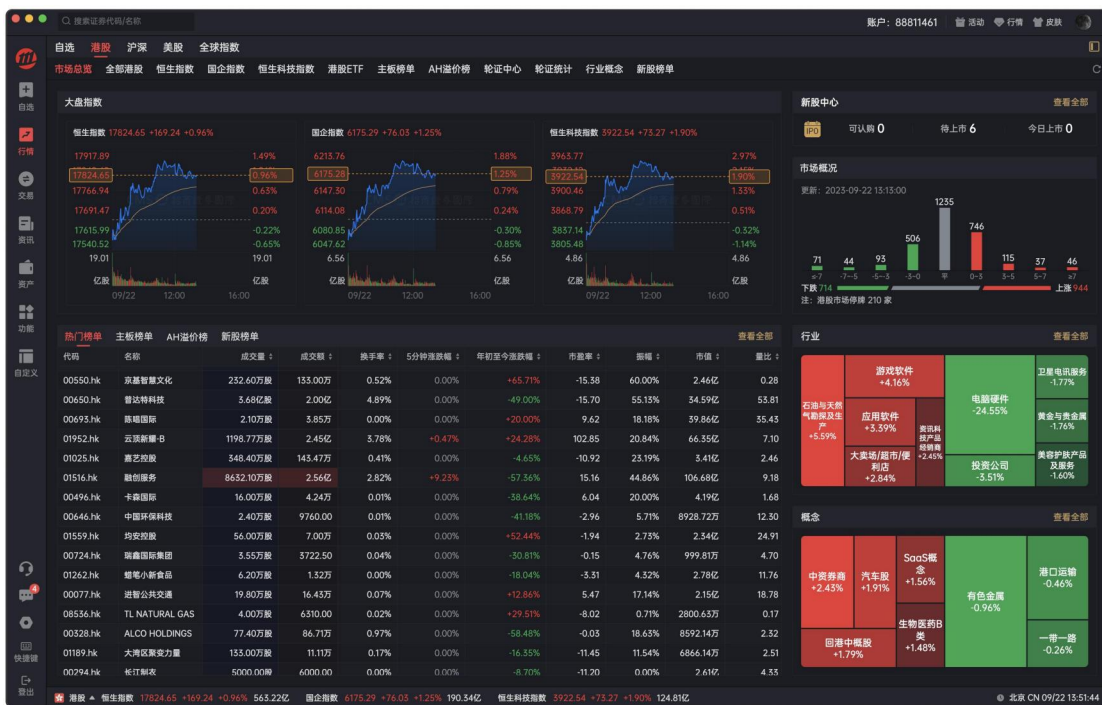 搜索证券代码/名称
账户: 88811461 活动 行情 皮肤
自选 港股 沪深 美股 全球指数
市场总览 全部港股 恒生指数 国企指数 恒生科技指数 港股ETF 主板榜单 AH溢价榜 轮证中心 轮证统计 行业概念 新股榜单
自选
行情
交易
资讯
资产
功能
自定义
4
快捷键
登出
大盘指数
恒生指数 17824.65 +169.24 +0.96%
17917.89 1.49%
17824.65 0.96%
17766.94 0.63%
17691.47 0.20%
17615.99 -0.22%
17540.52 -0.65%
19.01 19.01
亿股 亿股
09/22 12:00 16:00
国企指数 6175.29 +76.03 +1.25%
6213.76 1.88%
6175.28 1.25%
6147.30 0.79%
6114.08 0.24%
6080.85 -0.30%
6047.62 -0.85%
6.56 6.56
亿股 亿股
09/22 12:00 16:00
恒生科技指数 3922.54 +73.27 +1.90%
3963.77 2.97%
3922.54 1.90%
3900.46 1.33%
3868.79 0.51%
3837.14 -0.32%
3805.48 -1.14%
4.86 4.86
亿股 亿股
09/22 12:00 16:00
新股中心 查看全部
IPO 可认购 0 待上市 6 今日上市 0
市场概况
更新: 2023-09-22 13:13:00
71 44 93 506 1235 746 115 37 46
≤-7 -7~-5 -5~-3 -3~0 平 0~3 3~5 5~7 ≥7
下跌 714 上涨 944
注: 港股市场停牌 210 家
热门榜单 主板榜单 AH溢价榜 新股榜单 查看全部
代码 名称 成交量 成交额 换手率 5分钟涨跌幅 年初至今涨跌幅 市盈率 振幅 市值 量比
00550.hk 京基智慧文化 232.60万股 133.00万 0.52% 0.00% +65.71% -15.38 60.00% 2.46亿 0.28
00650.hk 普达特科技 3.68亿股 2.00亿 4.89% 0.00% -49.00% -15.70 55.13% 34.59亿 53.81
00693.hk 陈唱国际 2.10万股 3.85万 0.00% 0.00% +20.00% 9.62 18.18% 39.86亿 35.43
01952.hk 云顶新耀-B 1198.77万股 2.45亿 3.78% +0.47% +24.28% 102.85 20.84% 66.35亿 7.10
01025.hk 嘉艺控股 348.40万股 143.47万 0.41% 0.00% -4.65% -10.92 23.19% 3.41亿 2.46
01516.hk 融创服务 8632.10万股 2.56亿 2.82% +9.23% -57.36% 15.16 44.86% 106.68亿 9.18
00496.hk 卡森国际 16.00万股 4.24万 0.01% 0.00% -38.64% 6.04 20.00% 4.19亿 1.68
00646.hk 中国环保科技 2.40万股 9760.00 0.01% 0.00% -41.18% -2.96 5.71% 8928.72万 12.30
01559.hk 均安控股 56.00万股 7.00万 0.03% 0.00% +52.44% -1.94 2.73% 2.34亿 24.91
00724.hk 瑞鑫国际集团 3.55万股 3722.50 0.04% 0.00% -30.81% -0.15 4.76% 999.81万 4.70
01262.hk 蜡笔小新食品 6.20万股 1.32万 0.00% 0.00% -18.04% -3.31 4.32% 2.78亿 11.76
00077.hk 进智公共交通 19.80万股 16.43万 0.07% 0.00% +12.86% 5.47 17.14% 2.15亿 18.78
08536.hk TL NATURAL GAS 4.00万股 6310.00 0.02% 0.00% +29.51% -8.02 0.71% 2800.63万 0.17
00328.hk ALCO HOLDINGS 77.40万股 86.71万 0.97% 0.00% -58.48% -0.03 18.63% 8592.14万 2.32
01189.hk 大湾区聚变力量 133.00万股 11.11万 0.17% 0.00% -16.35% -11.45 11.54% 6866.14万 2.51
00294.hk 长江制衣 5000.00股 6000.00 0.00% 0.00% -8.70% -11.20 0.00% 2.61亿 4.33
行业 查看全部
石油与天然
气勘探及生
产
+5.59%
游戏软件
+4.16%
应用软件
+3.39%
资讯科
技产品
经销商
+2.45%
大卖场/超市/便
利店
+2.84%
电脑硬件
-24.55%
投资公司
-3.51%
卫星电讯服务
-1.77%
黄金与贵金属
-1.76%
美容护肤产品
及服务
-1.60%
概念 查看全部
中资券商
+2.43%
汽车股
+1.91%
SaaS概
念
+1.56%
回港中概股
+1.79%
生物医药B
类
+1.48%
有色金属
-0.96%
港口运输
-0.46%
一带一路
-0.26%
港股 恒生指数 17824.65 +169.24 +0.96% 563.22亿 国企指数 6175.29 +76.03 +1.25% 190.34亿 恒生科技指数 3922.54 +73.27 +1.90% 124.81亿 北京 CN 09/22 13:51:44